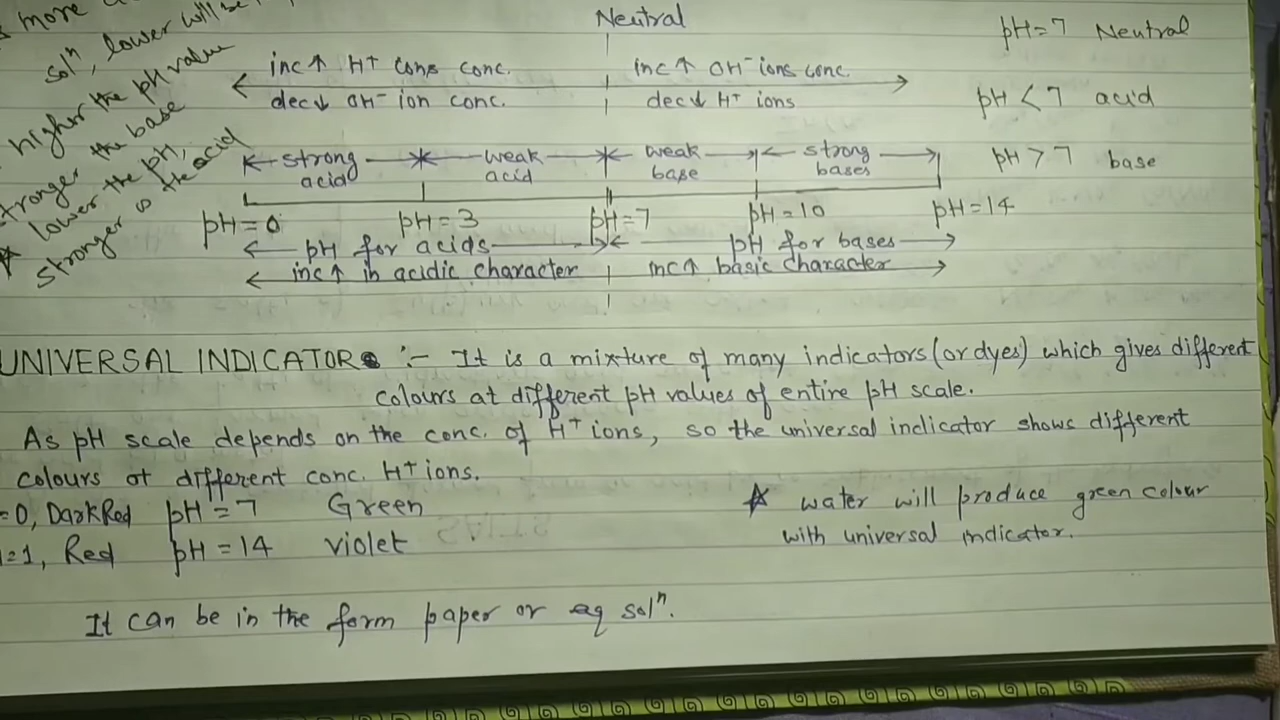 more
solⁿ, lower will be
higher the pH value
stronger the base
* lower the pH,
stronger is the acid
Neutral
inc↑ H⁺ ions conc.
inc↑ OH⁻ ions conc.
dec↓ OH⁻ ion conc.
dec↓ H⁺ ions
pH=7 Neutral
pH<7 acid
pH>7 base
strong acid
weak acid
weak base
strong bases
pH=0
pH=3
pH=7
pH=10
pH=14
pH for acids
pH for bases
inc↑ in acidic character
inc↑ basic character
UNIVERSAL INDICATOR :- It is a mixture of many indicators (or dyes) which gives different
colours at different pH values of entire pH scale.
As pH scale depends on the conc. of H⁺ ions, so the universal indicator shows different
colours at different conc. H⁺ ions.
=0, Dark Red pH=7 Green
=1, Red pH=14 violet
* water will produce green colour
with universal indicator.
It can be in the form paper or aq solⁿ.